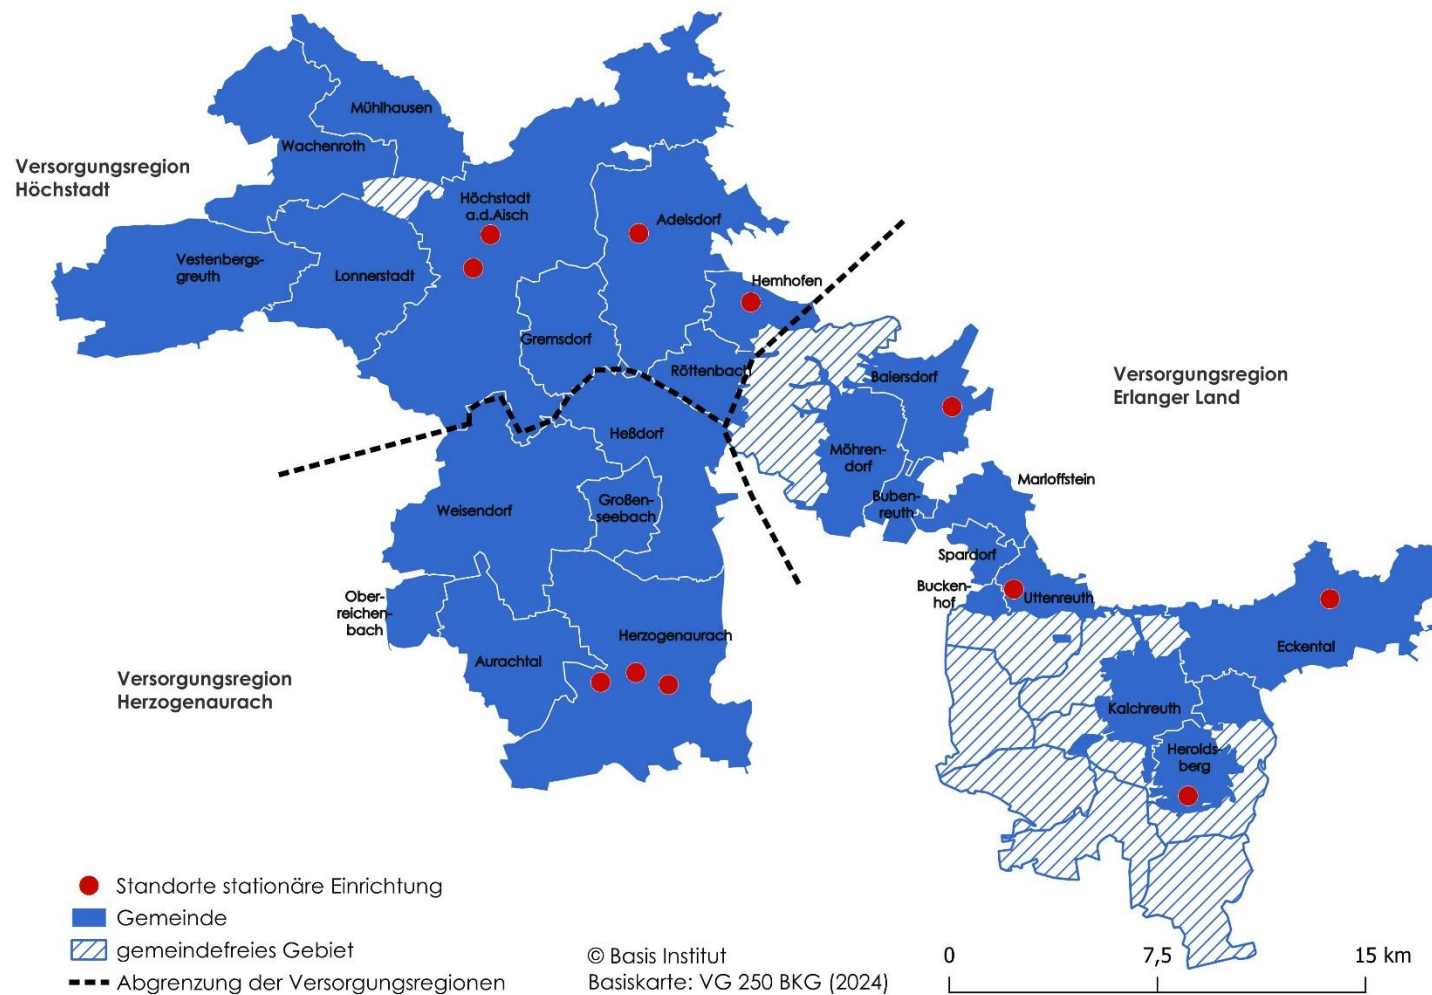 Mühlhausen
Wachenroth
Versorgungsregion
Höchstadt
Höchstadt
a.d.Aisch
Adelsdorf
Vestenbergs-
greuth
Lonnerstadt
Hemhofen
Gremsdorf
Röttenbach
Baiersdorf
Versorgungsregion
Erlanger Land
Heßdorf
Möhren-
dorf
Marloffstein
Großen-
seebach
Buben-
reuth
Weisendorf
Spardorf
Bucken-
hof
Uttenreuth
Ober-
reichen-
bach
Herzogenaurach
Eckental
Aurachtal
Versorgungsregion
Herzogenaurach
Kalchreuth
Herolds-
berg
Standorte stationäre Einrichtung
Gemeinde
gemeindefreies Gebiet
Abgrenzung der Versorgungsregionen
© Basis Institut
Basiskarte: VG 250 BKG (2024)
0 7,5 15 km